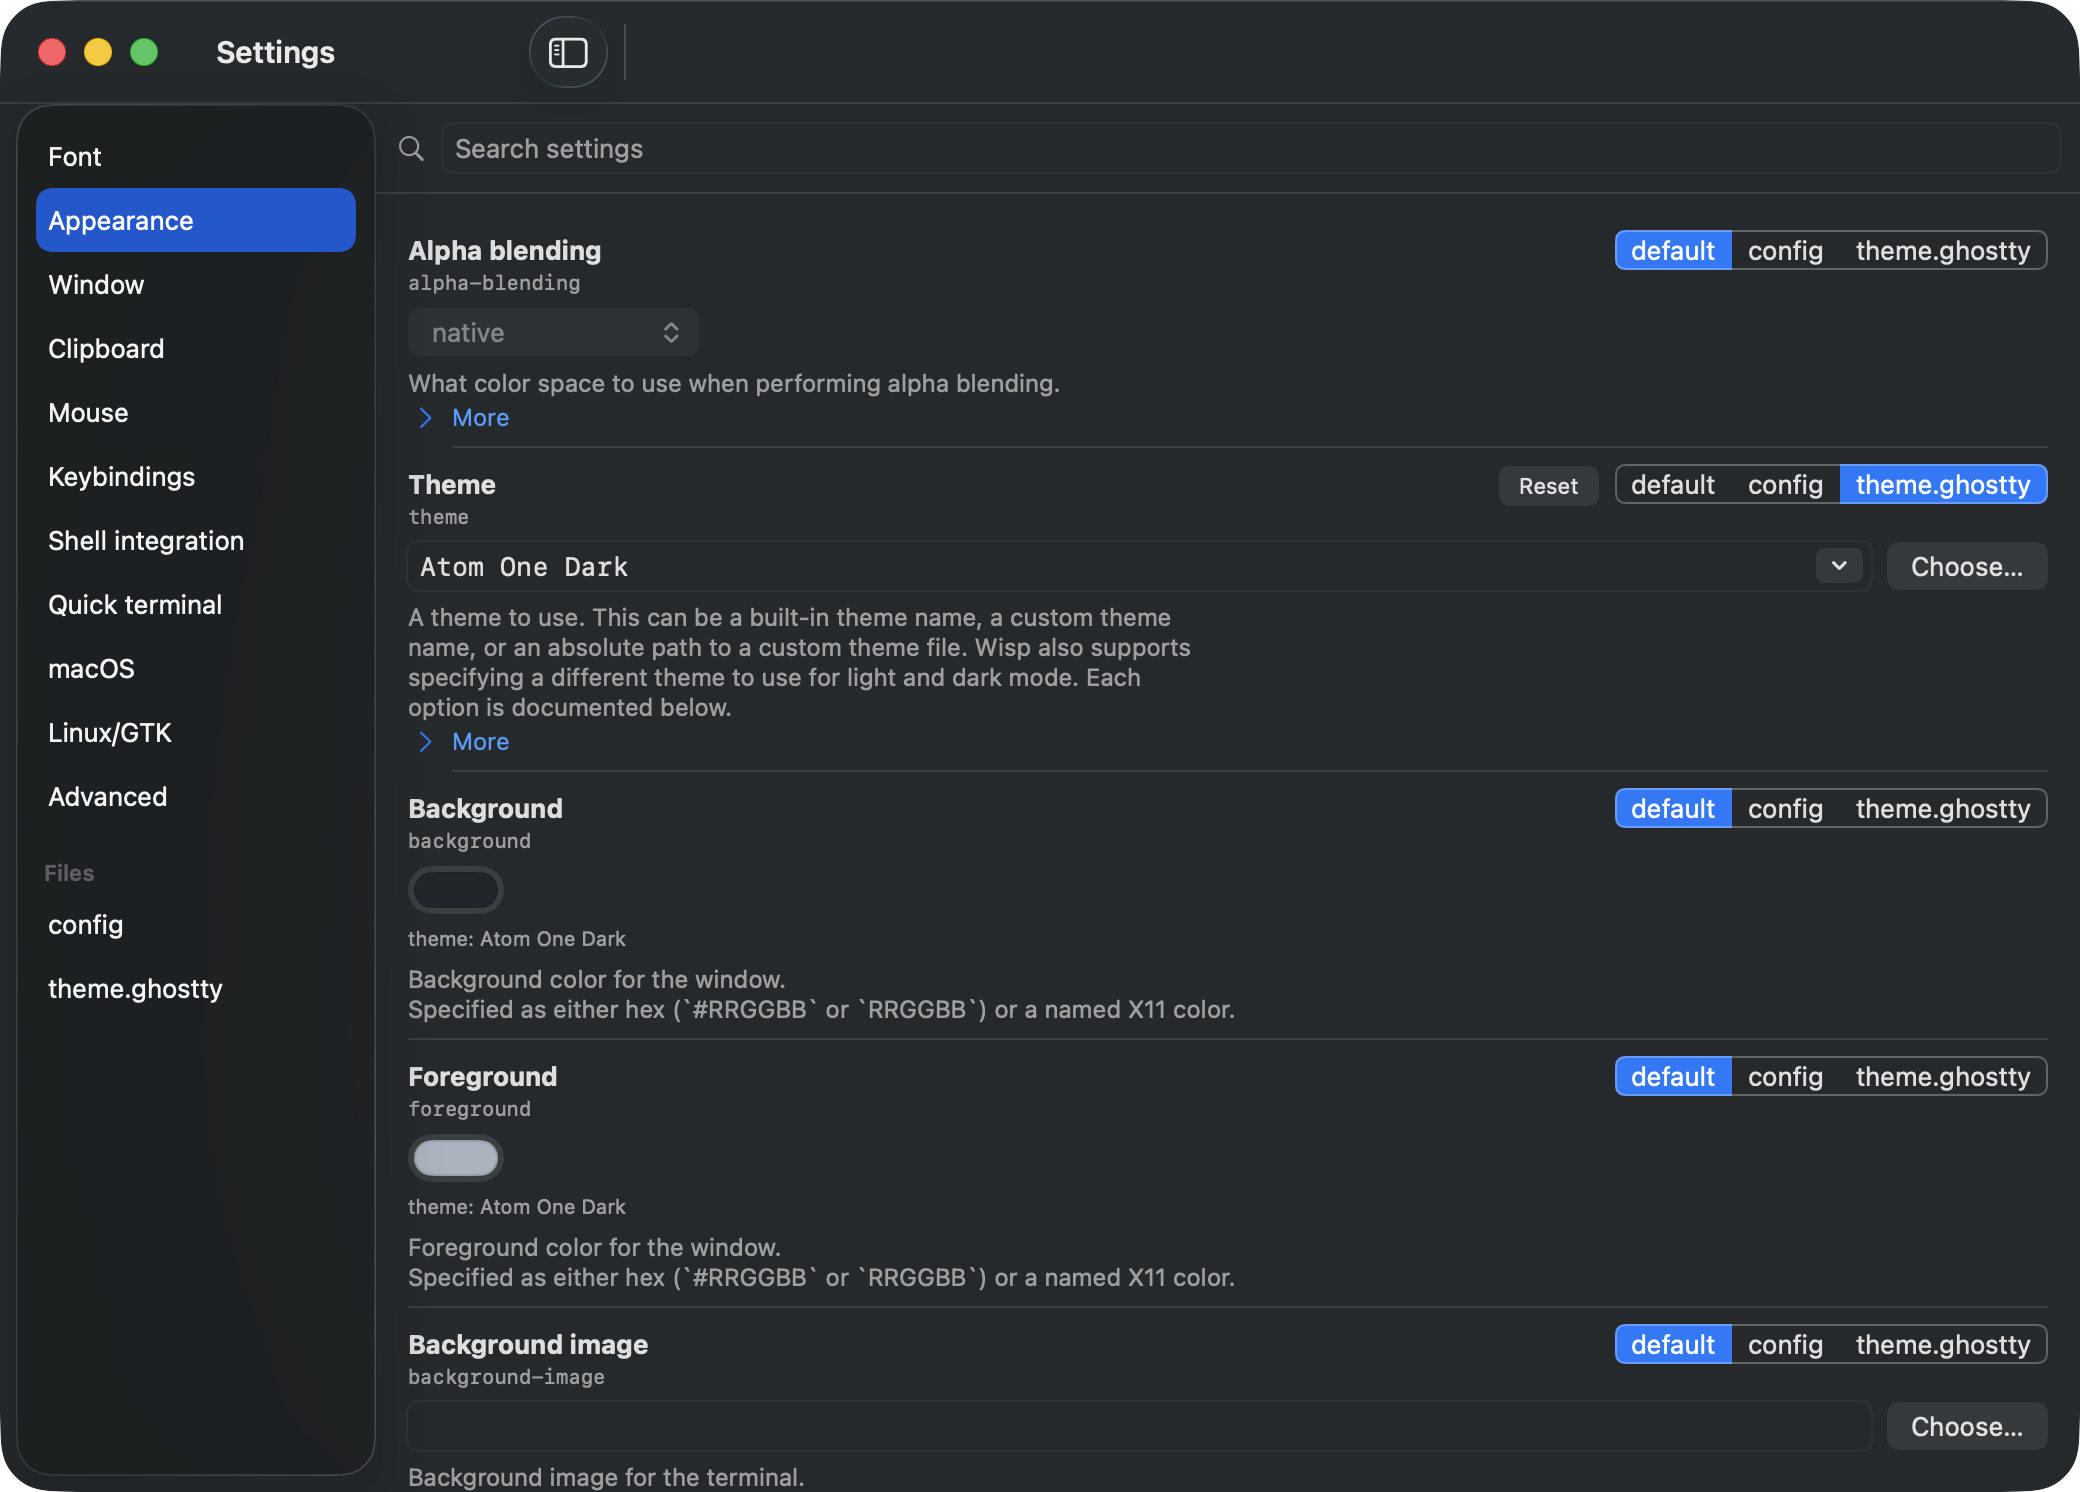 Settings
Font
Appearance
Window
Clipboard
Mouse
Keybindings
Shell integration
Quick terminal
macOS
Linux/GTK
Advanced
Files
config
theme.ghostty
Search settings
Alpha blending
default config theme.ghostty
alpha-blending
native
What color space to use when performing alpha blending.
More
Theme
Reset default config theme.ghostty
theme
Atom One Dark
Choose...
A theme to use. This can be a built-in theme name, a custom theme
name, or an absolute path to a custom theme file. Wisp also supports
specifying a different theme to use for light and dark mode. Each
option is documented below.
More
Background
default config theme.ghostty
background
theme: Atom One Dark
Background color for the window.
Specified as either hex (`#RRGGBB` or `RRGGBB`) or a named X11 color.
Foreground
default config theme.ghostty
foreground
theme: Atom One Dark
Foreground color for the window.
Specified as either hex (`#RRGGBB` or `RRGGBB`) or a named X11 color.
Background image
default config theme.ghostty
background-image
Choose...
Background image for the terminal.